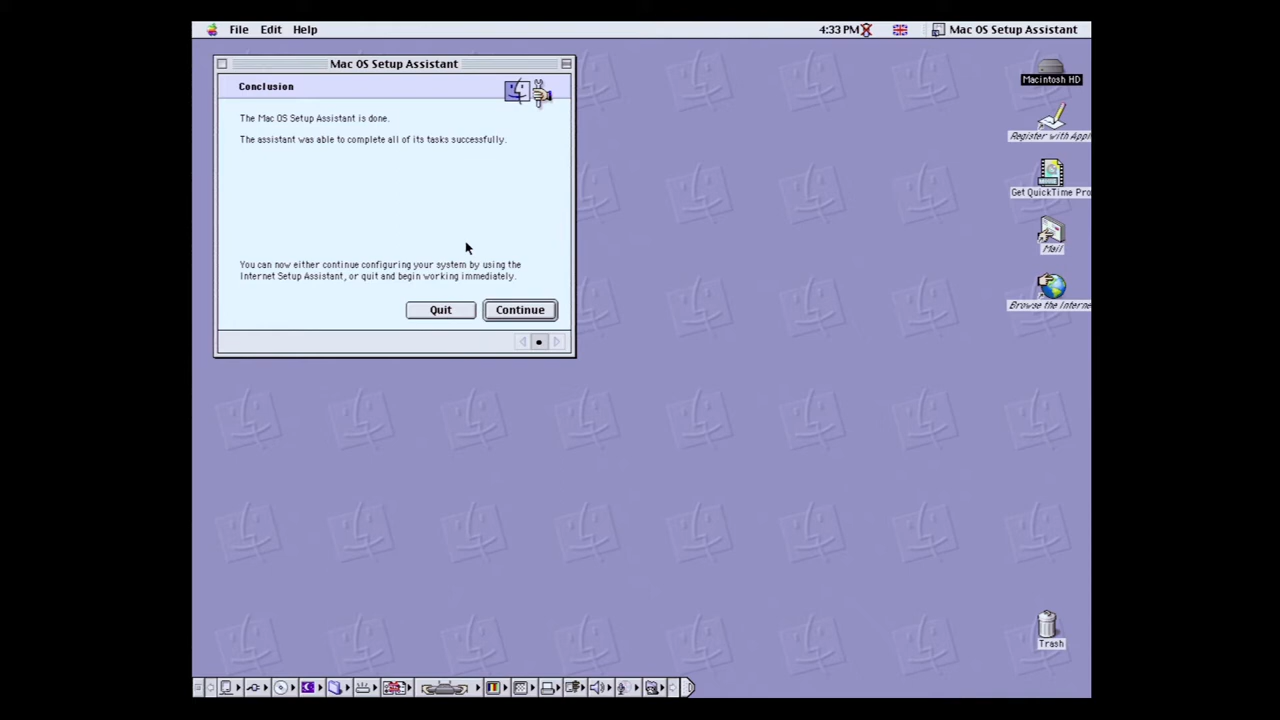 File Edit Help 4:33 PM Mac OS Setup Assistant
Mac OS Setup Assistant
Conclusion
The Mac OS Setup Assistant is done.
The assistant was able to complete all of its tasks successfully.
You can now either continue configuring your system by using the
Internet Setup Assistant, or quit and begin working immediately.
Quit Continue
Macintosh HD
Register with Appl
Get QuickTime Pro
Mail
Browse the Interne
Trash